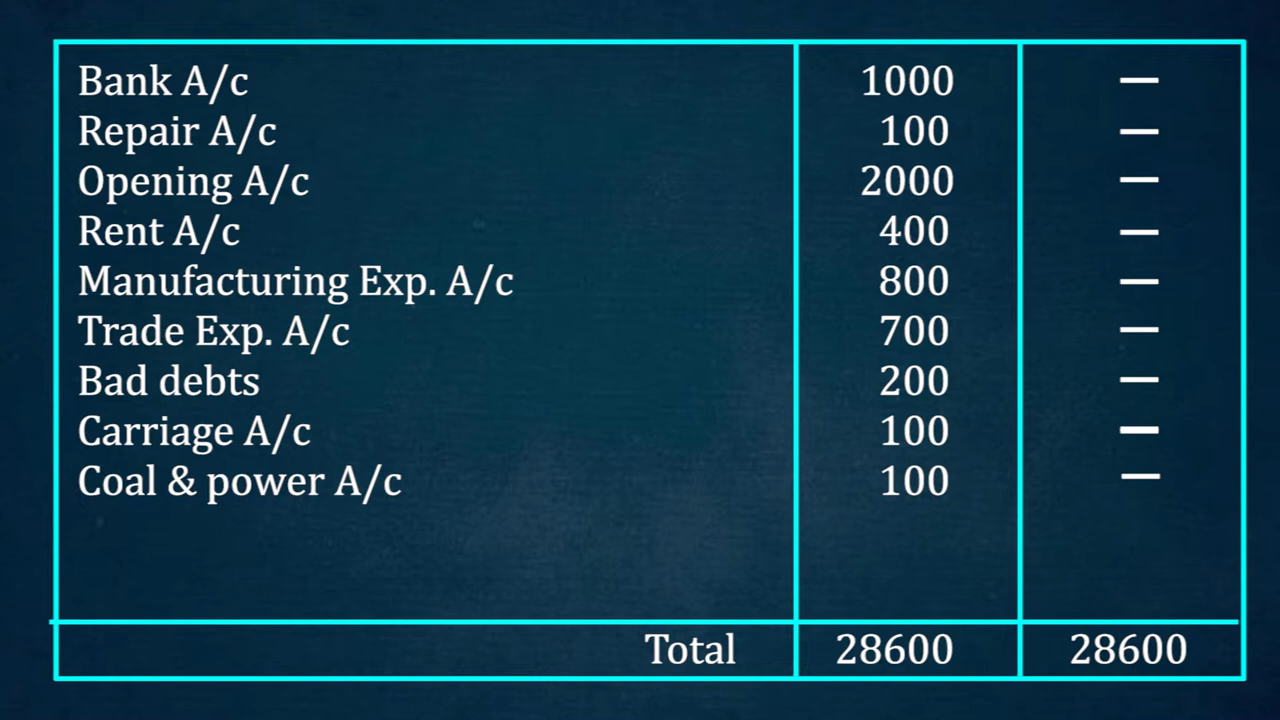 Bank A/c 1000 —
Repair A/c 100 —
Opening A/c 2000 —
Rent A/c 400 —
Manufacturing Exp. A/c 800 —
Trade Exp. A/c 700 —
Bad debts 200 —
Carriage A/c 100 —
Coal & power A/c 100 —
Total 28600 28600